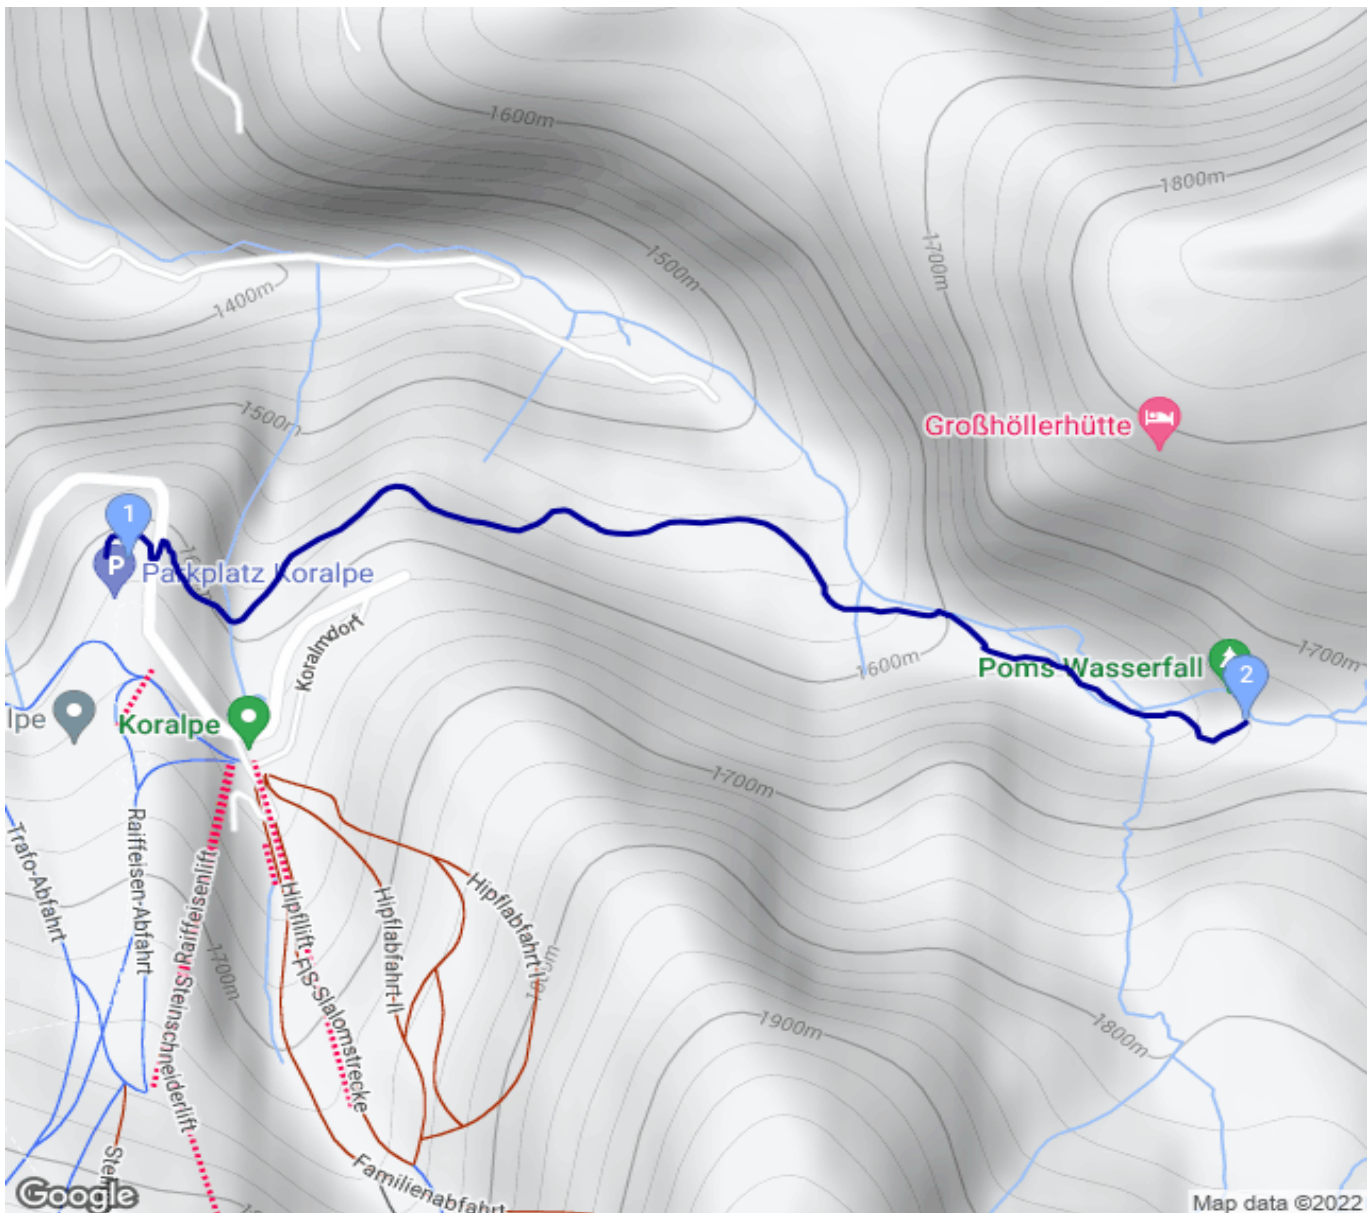 1600m
1800m
1700m
1500m
1400m
1500m
Großhöllerhütte
1
P
Parkplatz Koralpe
Koralmdorf
1600m
1700m
Poms Wasserfall
2
lpe
Koralpe
1700m
Trafo-Abfahrt
Raiffeisen-Abfahrt
Raiffeisenlift
Steinschneiderlift
Hipfllift
FIS-Slalomstrecke
Hipflabfahrt-II
Hipflabfahrt-I
1700m
1900m
1800m
Familienabfahrt
Google
Map data ©2022